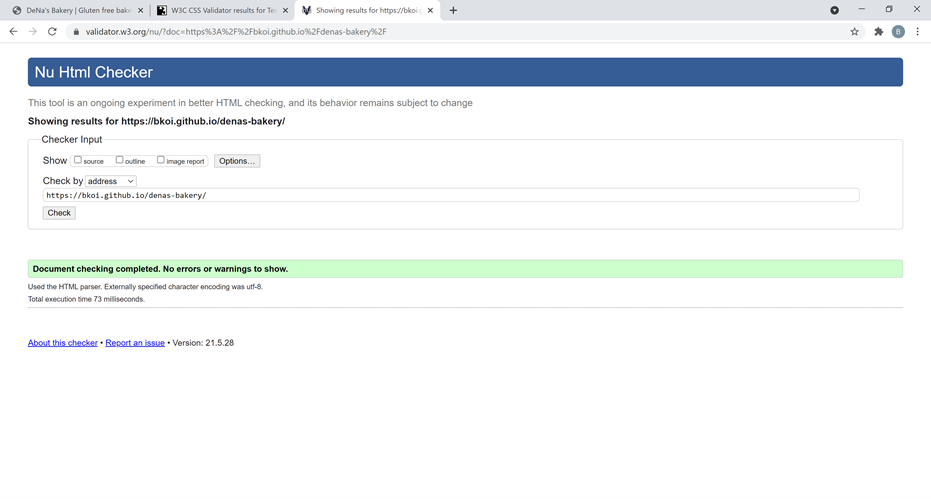 DeNa's Bakery | Gluten free bake
W3C CSS Validator results for Te
Showing results for https://bkoi.g
validator.w3.org/nu/?doc=https%3A%2F%2Fbkoi.github.io%2Fdenas-bakery%2F
B
Nu Html Checker
This tool is an ongoing experiment in better HTML checking, and its behavior remains subject to change
Showing results for https://bkoi.github.io/denas-bakery/
Checker Input
Show source outline image report Options...
Check by address
https://bkoi.github.io/denas-bakery/
Check
Document checking completed. No errors or warnings to show.
Used the HTML parser. Externally specified character encoding was utf-8.
Total execution time 73 milliseconds.
About this checker • Report an issue • Version: 21.5.28